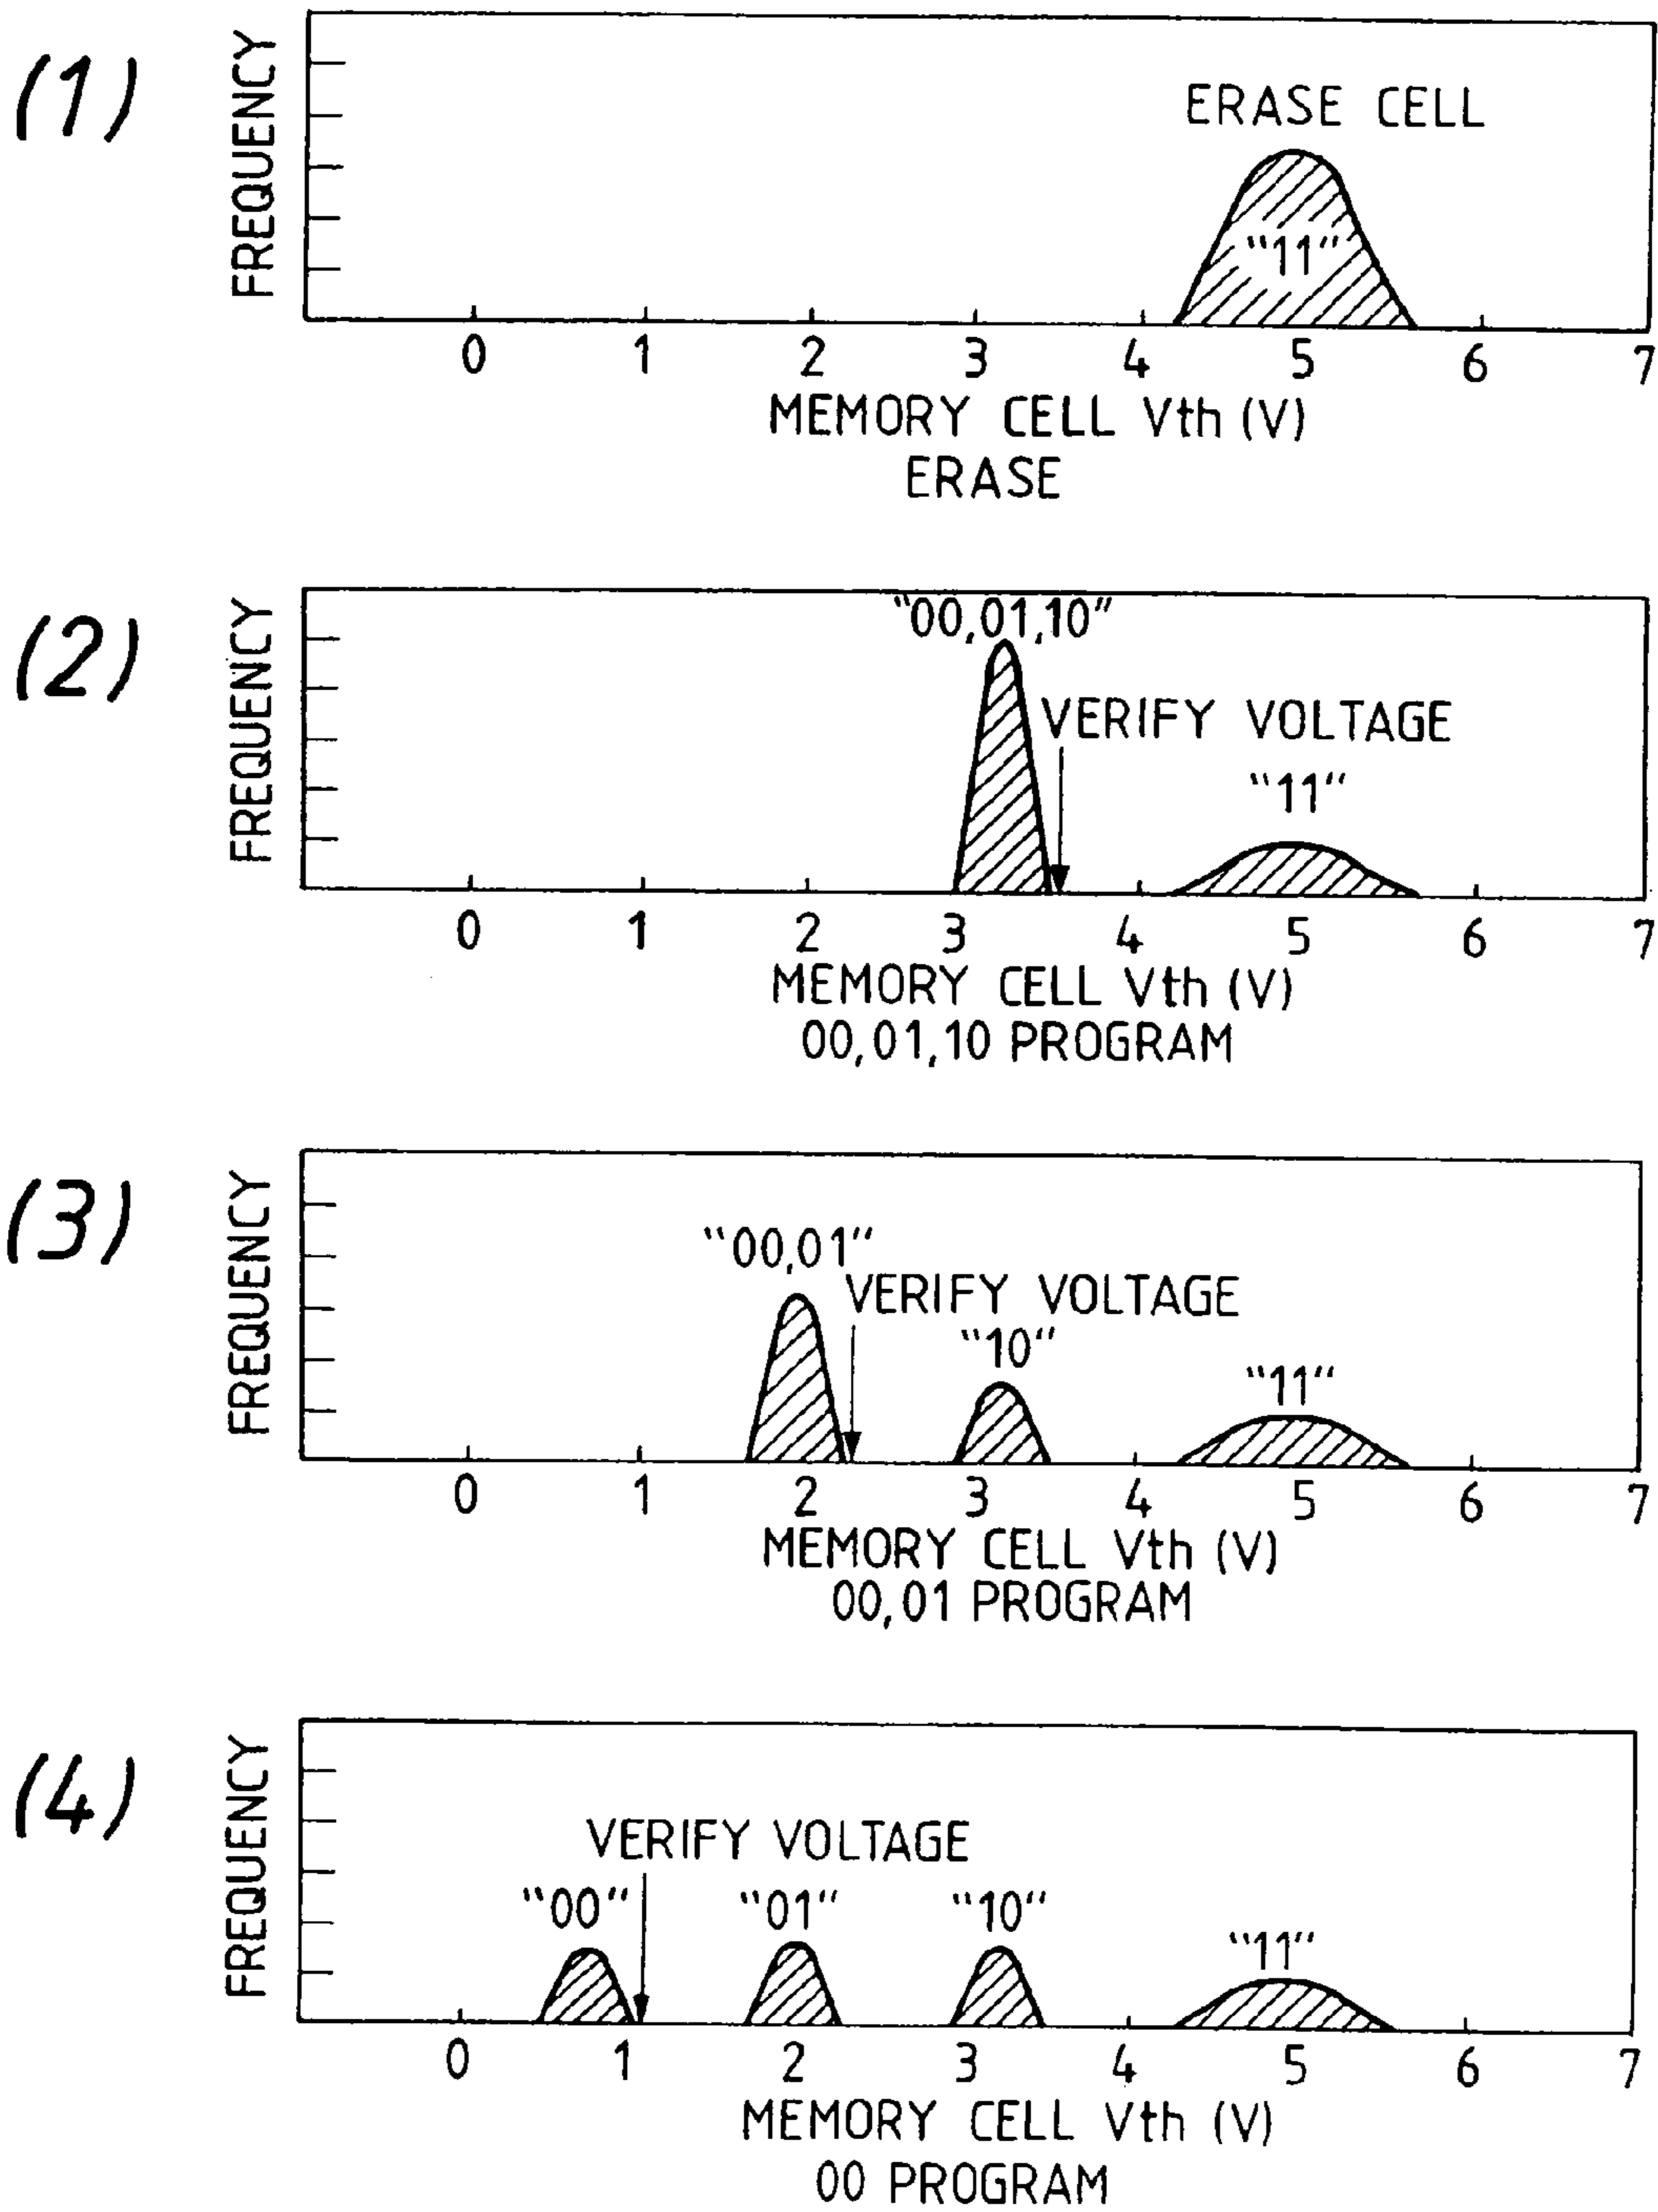 (1)
FREQUENCY
ERASE CELL
"11"
0 1 2 3 4 5 6 7
MEMORY CELL Vth (V)
ERASE
(2)
FREQUENCY
"00,01,10"
VERIFY VOLTAGE
"11"
0 1 2 3 4 5 6 7
MEMORY CELL Vth (V)
00,01,10 PROGRAM
(3)
FREQUENCY
"00,01"
VERIFY VOLTAGE
"10"
"11"
0 1 2 3 4 5 6 7
MEMORY CELL Vth (V)
00,01 PROGRAM
(4)
FREQUENCY
VERIFY VOLTAGE
"00" "01" "10" "11"
0 1 2 3 4 5 6 7
MEMORY CELL Vth (V)
00 PROGRAM